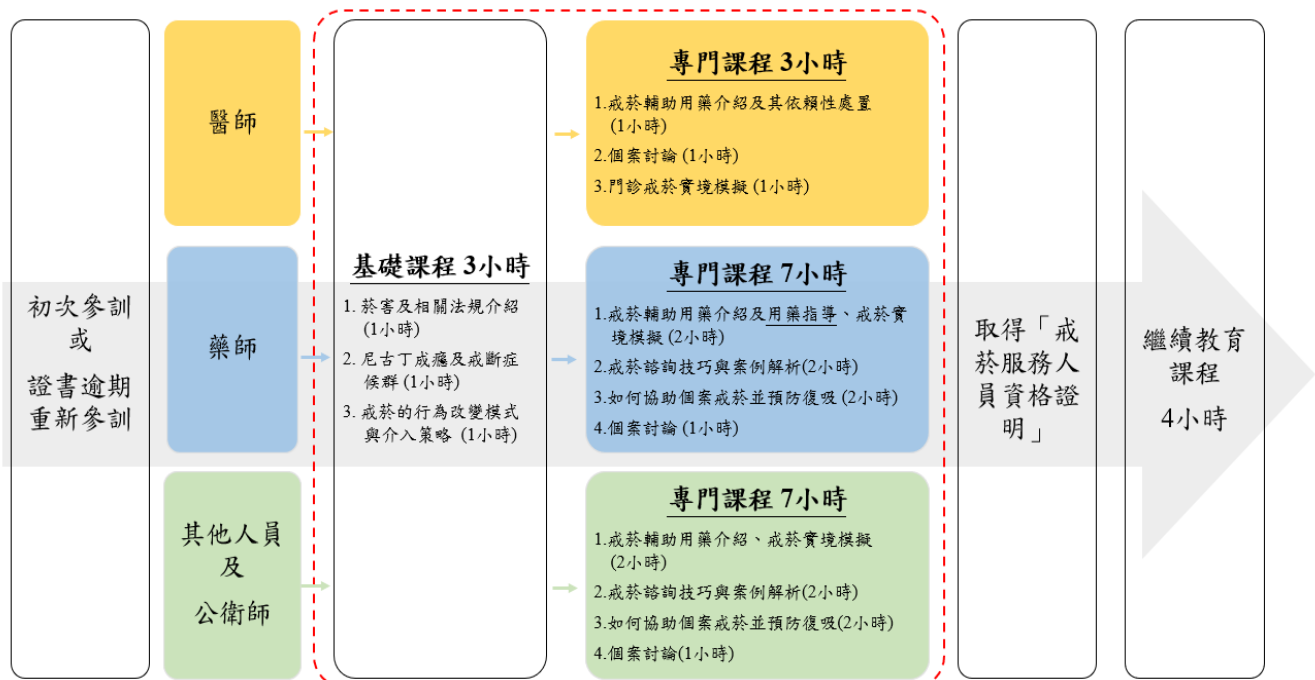 初次參訓
或
證書逾期
重新參訓
醫師
藥師
其他人員
及
公衛師
基礎課程 3小時
1. 菸害及相關法規介紹
(1小時)
2. 尼古丁成癮及戒斷症
候群 (1小時)
3. 戒菸的行為改變模式
與介入策略 (1小時)
專門課程 3小時
1.戒菸輔助用藥介紹及其依賴性處置
(1小時)
2.個案討論 (1小時)
3.門診戒菸實境模擬 (1小時)
專門課程 7小時
1.戒菸輔助用藥介紹及用藥指導、戒菸實
境模擬 (2小時)
2.戒菸諮詢技巧與案例解析(2小時)
3.如何協助個案戒菸並預防復吸 (2小時)
4.個案討論 (1小時)
專門課程 7小時
1.戒菸輔助用藥介紹、戒菸實境模擬
(2小時)
2.戒菸諮詢技巧與案例解析(2小時)
3.如何協助個案戒菸並預防復吸(2小時)
4.個案討論(1小時)
取得「戒
菸服務人
員資格證
明」
繼續教育
課程
4小時